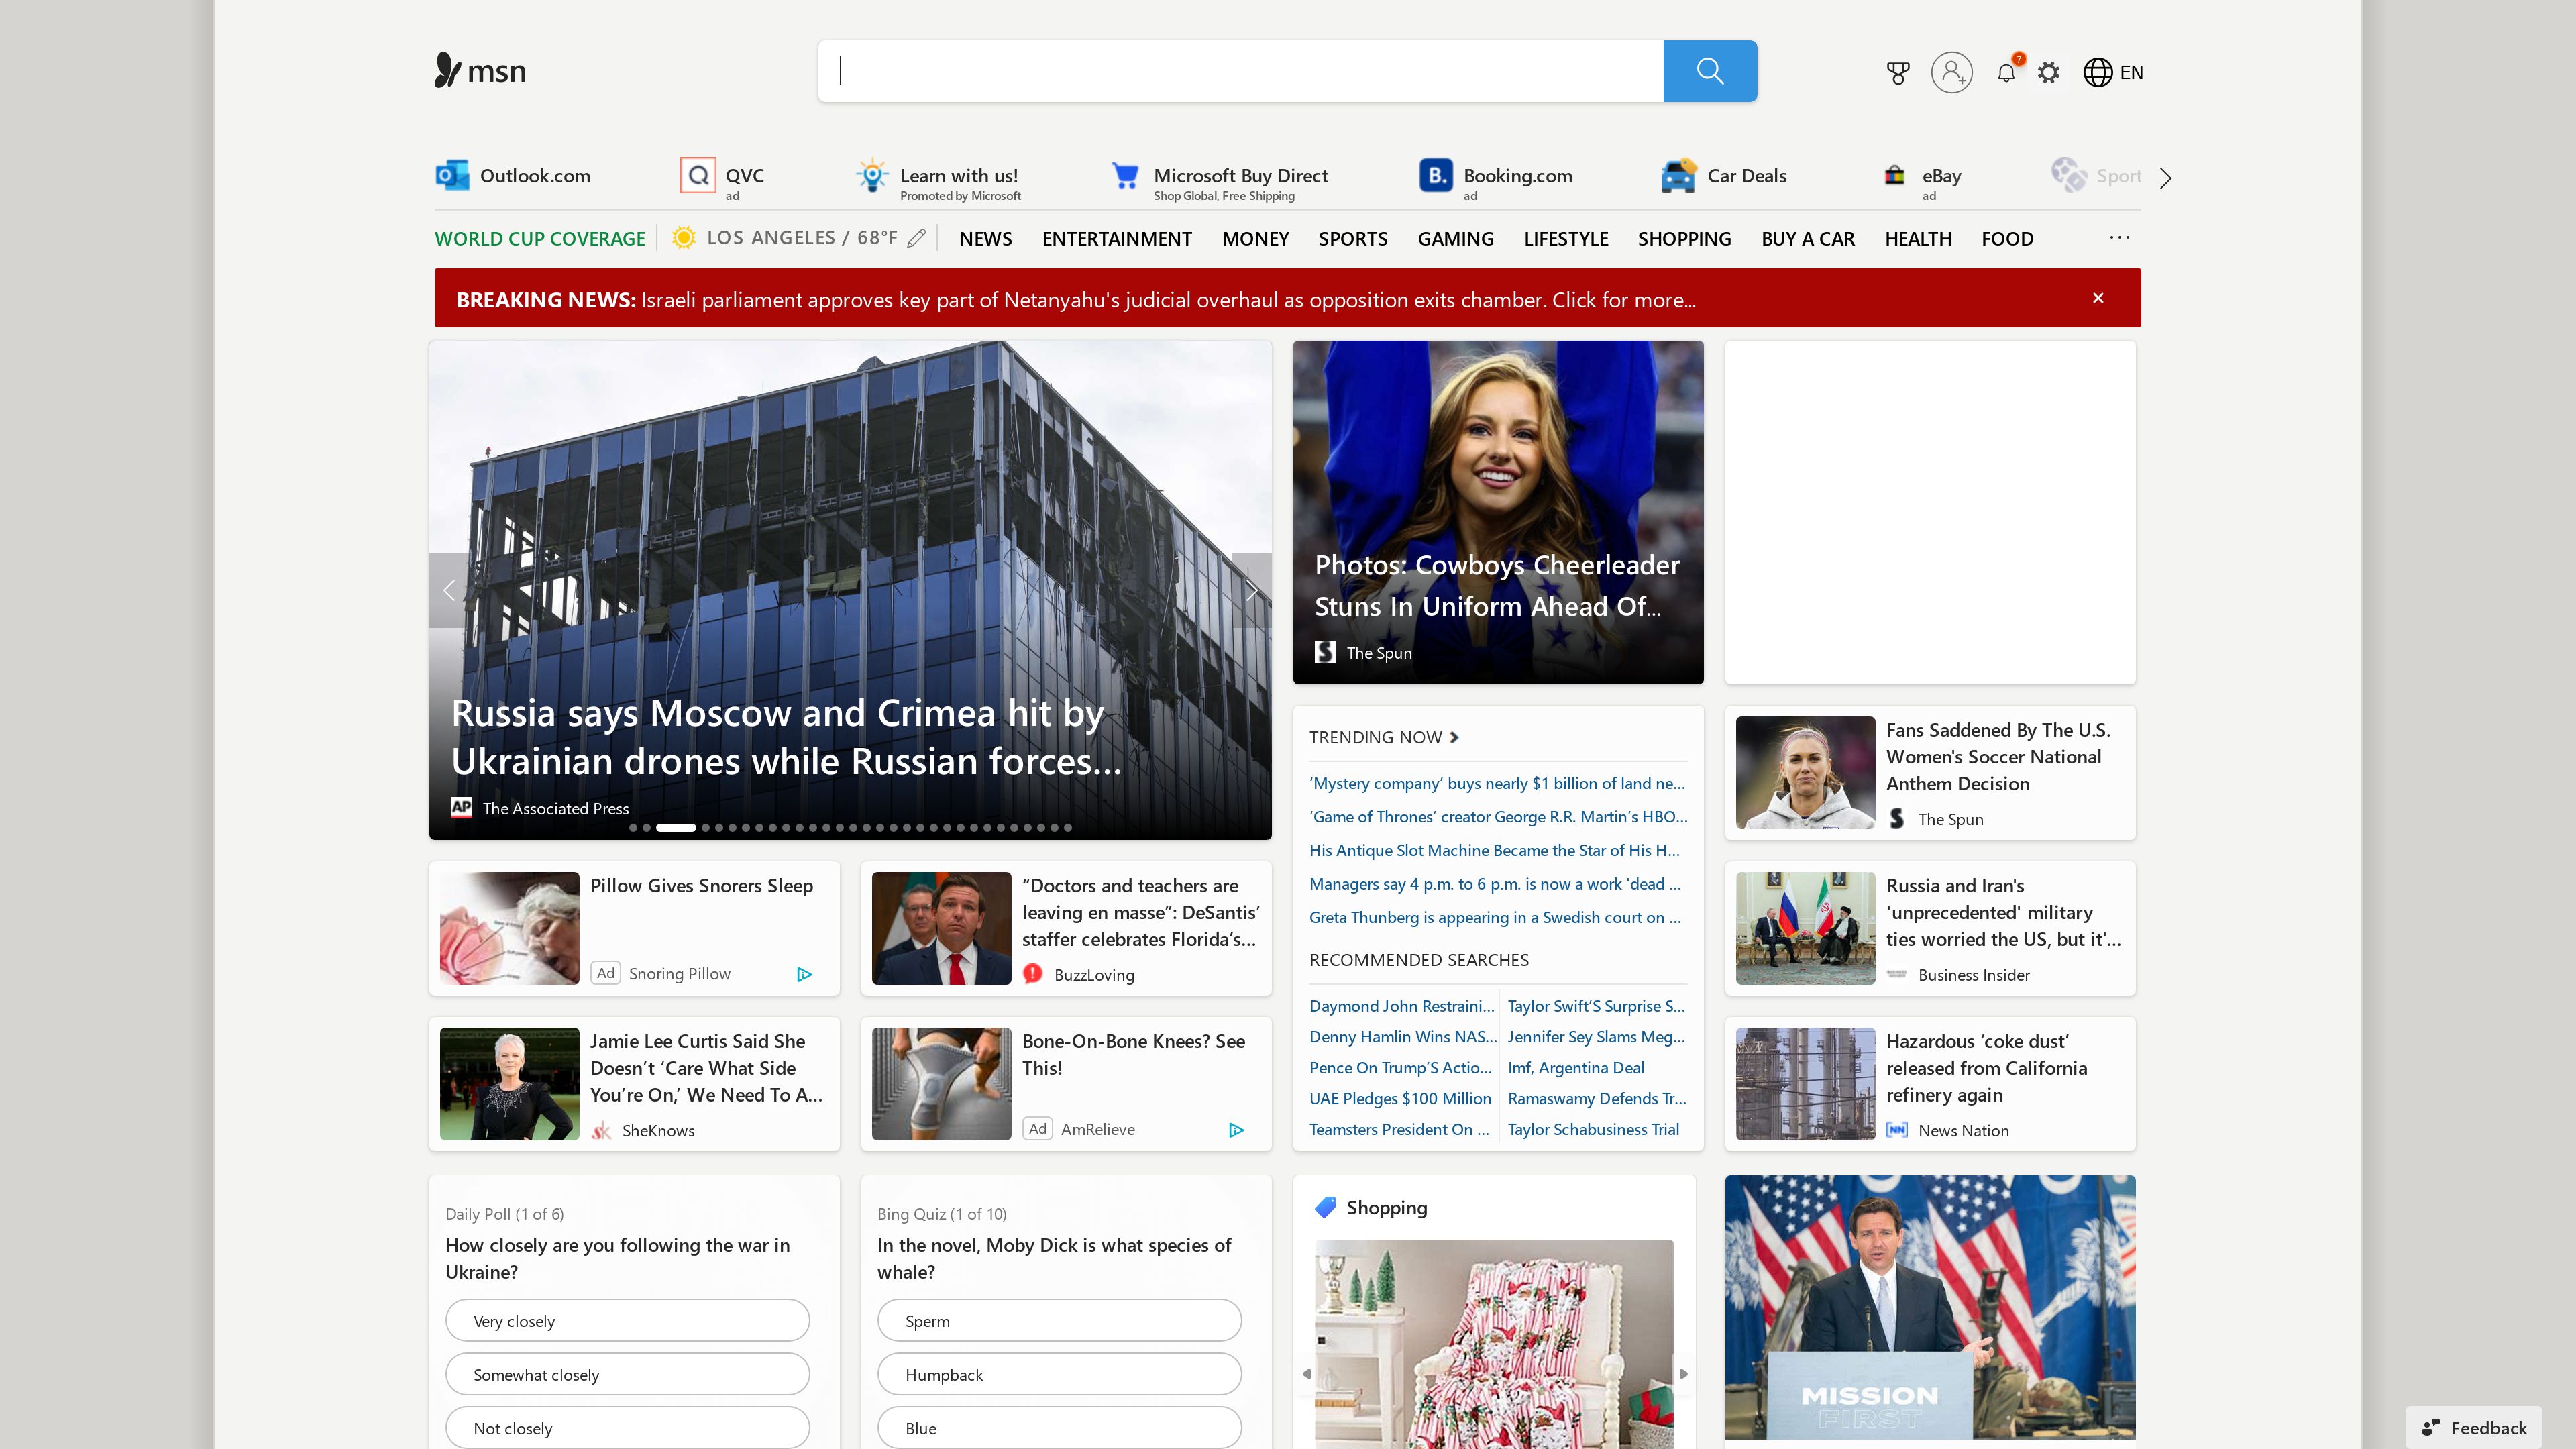 msn
7
EN
Outlook.com
QVC
ad
Learn with us!
Promoted by Microsoft
Microsoft Buy Direct
Shop Global, Free Shipping
Booking.com
ad
Car Deals
eBay
ad
Sport
WORLD CUP COVERAGE
LOS ANGELES / 68°F
NEWS
ENTERTAINMENT
MONEY
SPORTS
GAMING
LIFESTYLE
SHOPPING
BUY A CAR
HEALTH
FOOD
...
BREAKING NEWS: Israeli parliament approves key part of Netanyahu's judicial overhaul as opposition exits chamber. Click for more...
Russia says Moscow and Crimea hit by
Ukrainian drones while Russian forces...
AP The Associated Press
Photos: Cowboys Cheerleader
Stuns In Uniform Ahead Of...
The Spun
Pillow Gives Snorers Sleep
Ad Snoring Pillow
“Doctors and teachers are
leaving en masse”: DeSantis’
staffer celebrates Florida’s...
BuzzLoving
Jamie Lee Curtis Said She
Doesn’t ‘Care What Side
You’re On,’ We Need To A...
SheKnows
Bone-On-Bone Knees? See
This!
Ad AmRelieve
TRENDING NOW
‘Mystery company’ buys nearly $1 billion of land ne...
‘Game of Thrones’ creator George R.R. Martin’s HBO...
His Antique Slot Machine Became the Star of His H...
Managers say 4 p.m. to 6 p.m. is now a work 'dead ...
Greta Thunberg is appearing in a Swedish court on ...
RECOMMENDED SEARCHES
Daymond John Restraini...
Taylor Swift’S Surprise S...
Denny Hamlin Wins NAS...
Jennifer Sey Slams Meg...
Pence On Trump’S Actio...
Imf, Argentina Deal
UAE Pledges $100 Million
Ramaswamy Defends Tr...
Teamsters President On ...
Taylor Schabusiness Trial
Fans Saddened By The U.S.
Women's Soccer National
Anthem Decision
The Spun
Russia and Iran's
'unprecedented' military
ties worried the US, but it'...
Business Insider
Hazardous ‘coke dust’
released from California
refinery again
NN News Nation
Daily Poll (1 of 6)
How closely are you following the war in
Ukraine?
Very closely
Somewhat closely
Not closely
Bing Quiz (1 of 10)
In the novel, Moby Dick is what species of
whale?
Sperm
Humpback
Blue
Shopping
MISSION
FIRST
Feedback